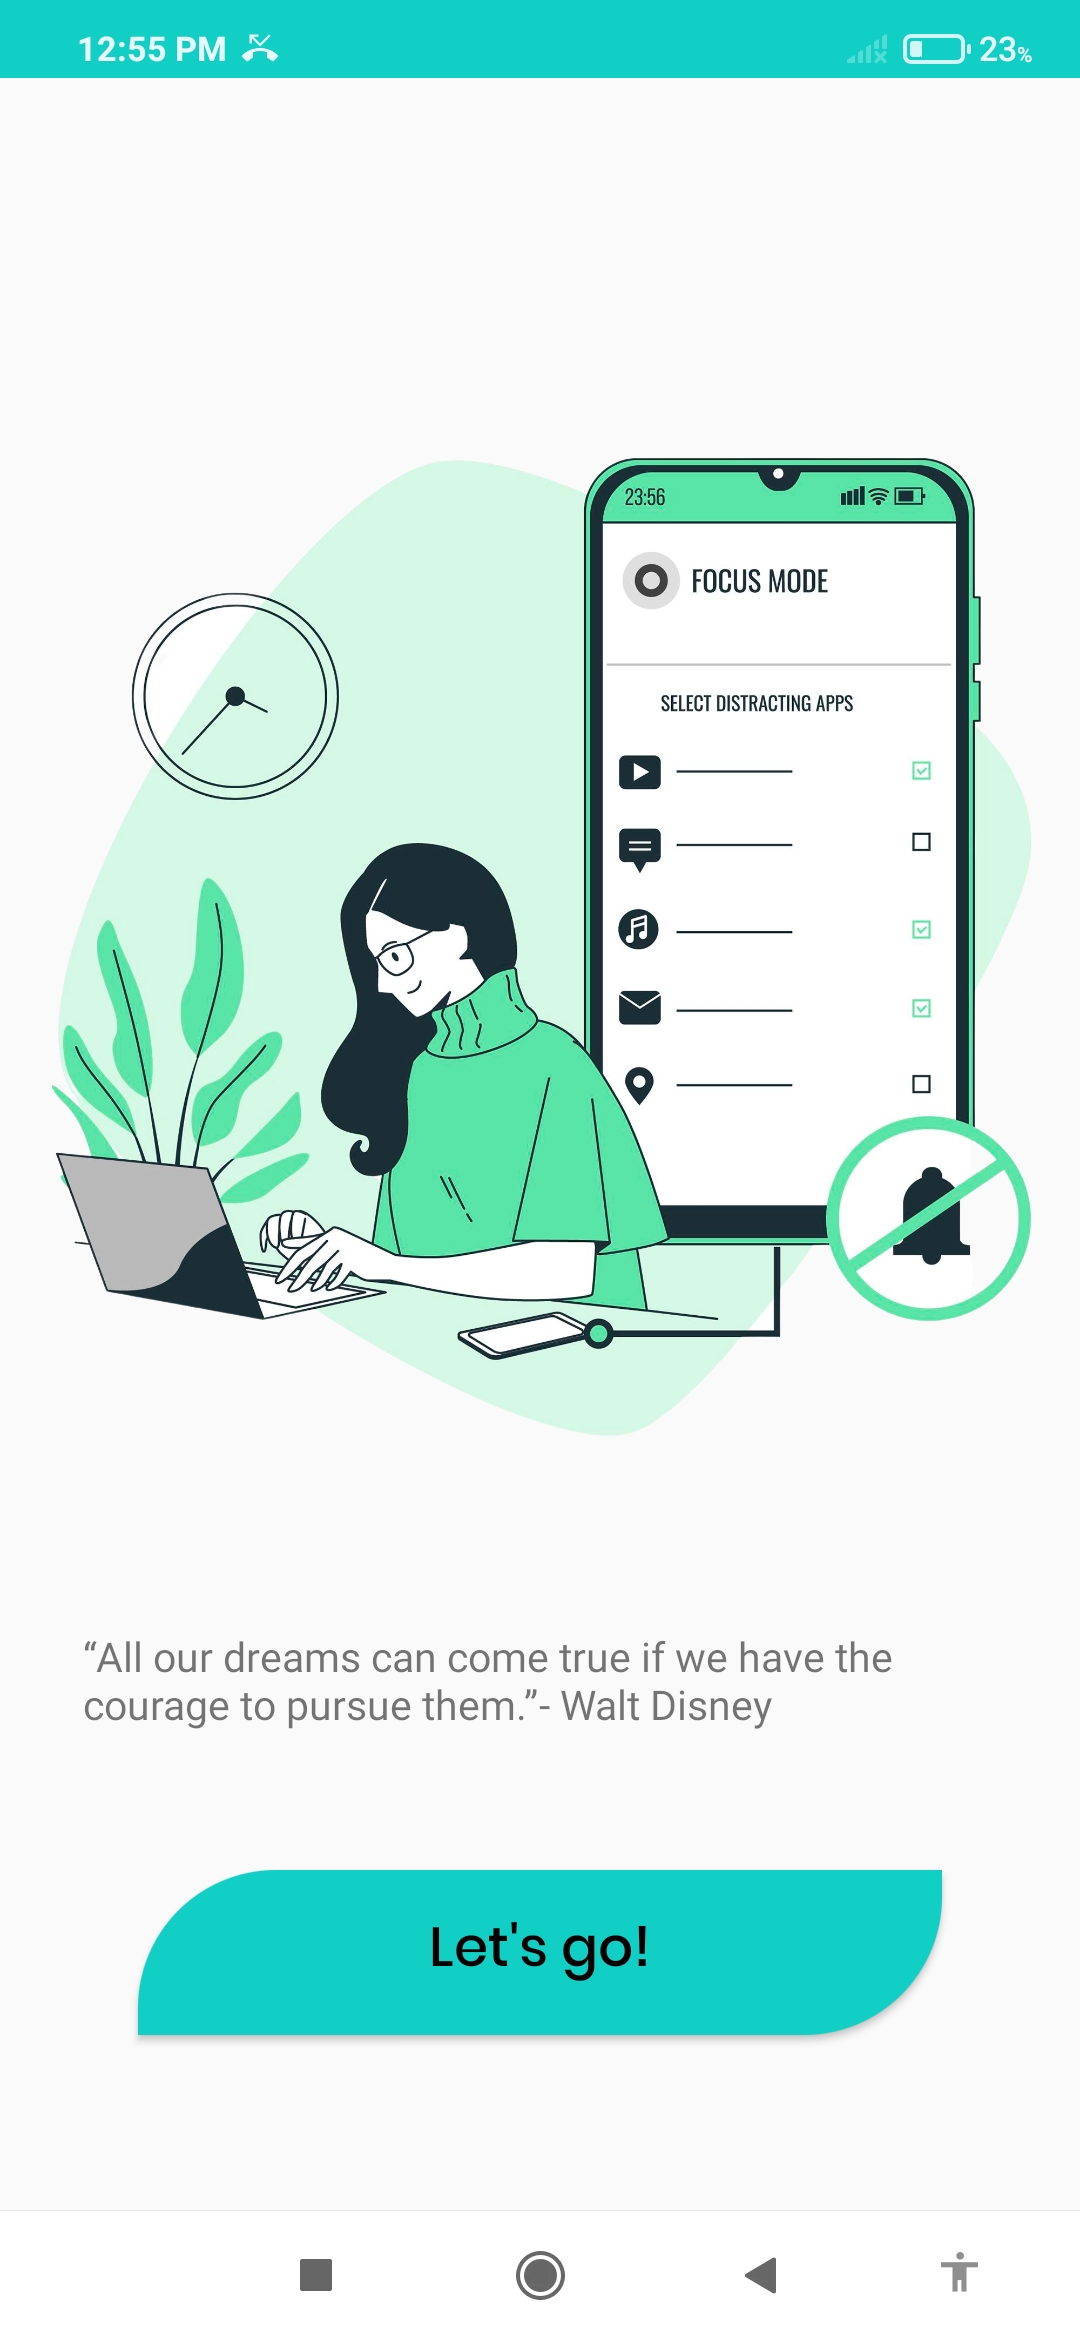 12:55 PM 23%
23:56
FOCUS MODE
SELECT DISTRACTING APPS
“All our dreams can come true if we have the
courage to pursue them.”- Walt Disney
Let's go!